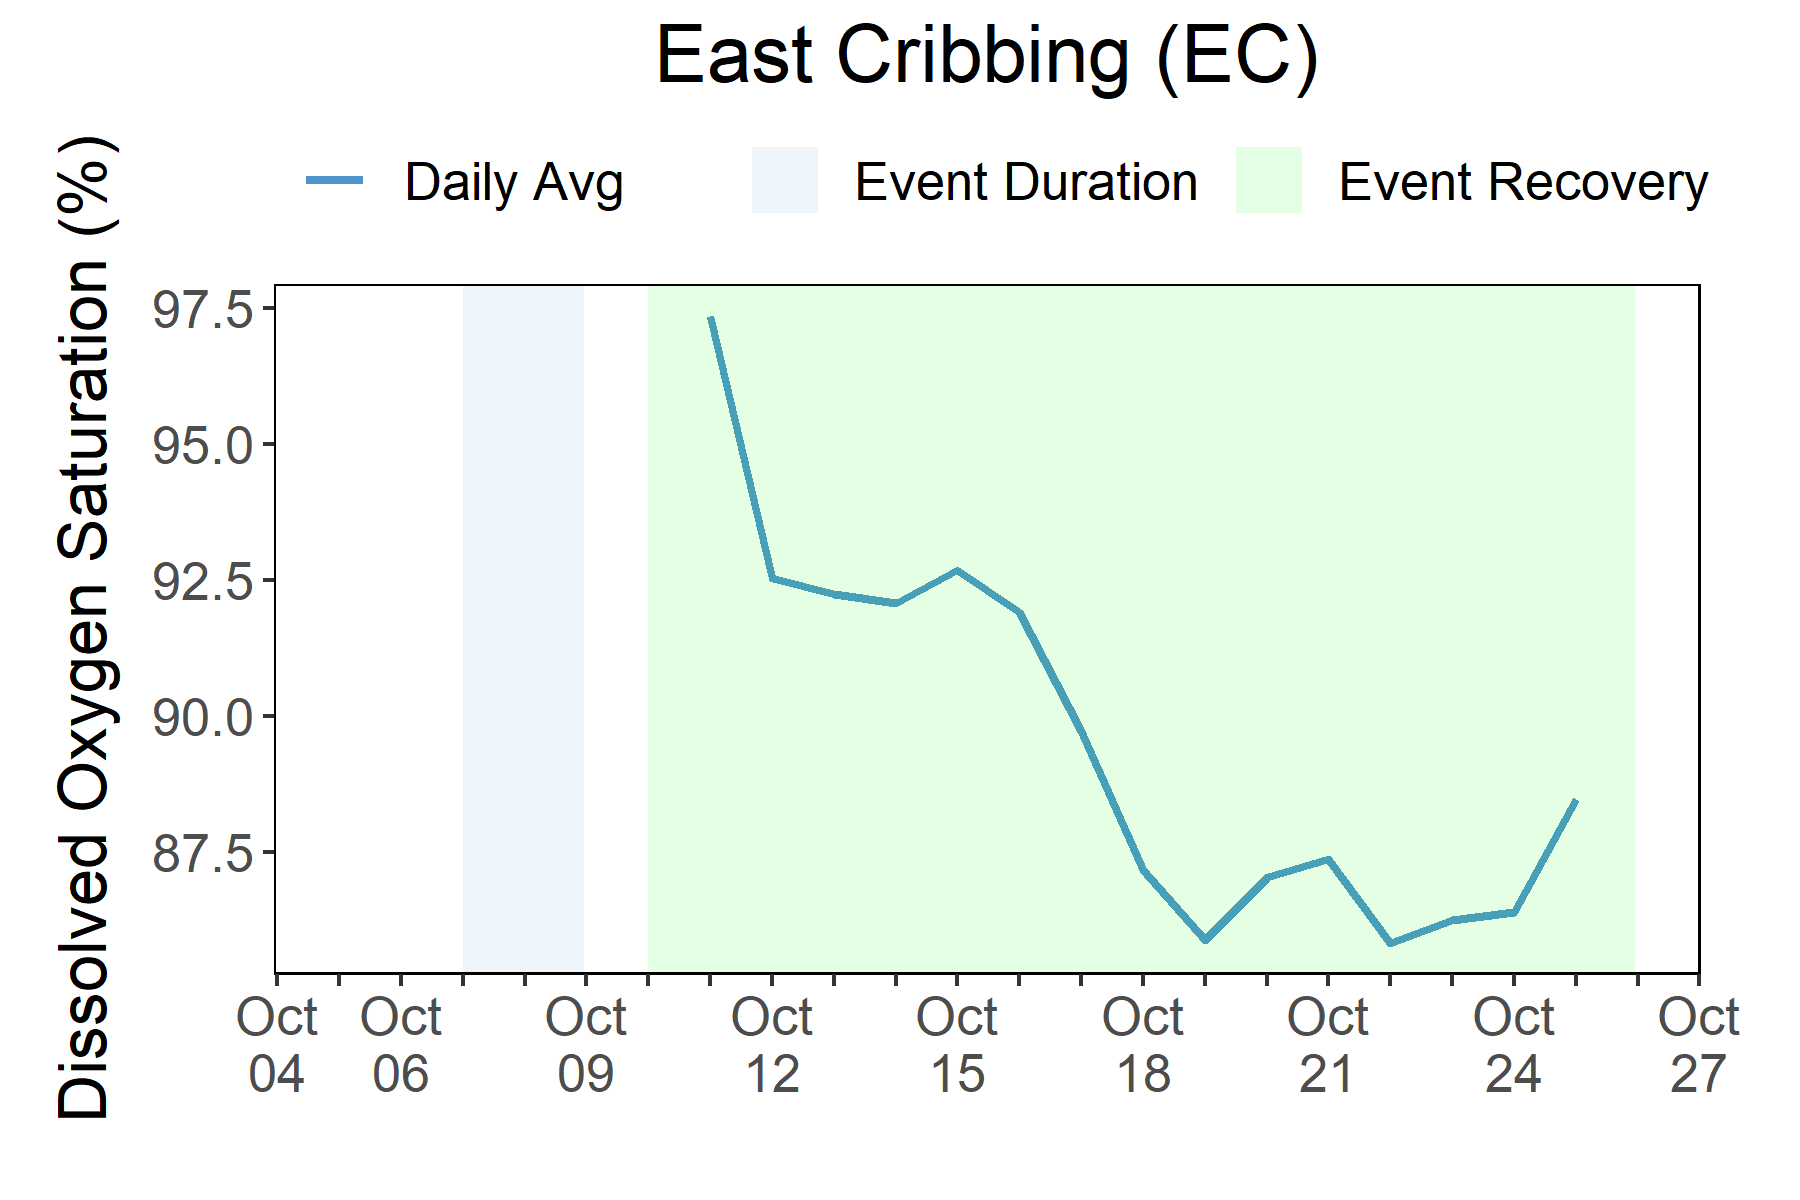 East Cribbing (EC)
Daily Avg
Event Duration
Event Recovery
Dissolved Oxygen Saturation (%)
97.5
95.0
92.5
90.0
87.5
Oct Oct Oct Oct Oct Oct Oct Oct Oct
04 06 09 12 15 18 21 24 27